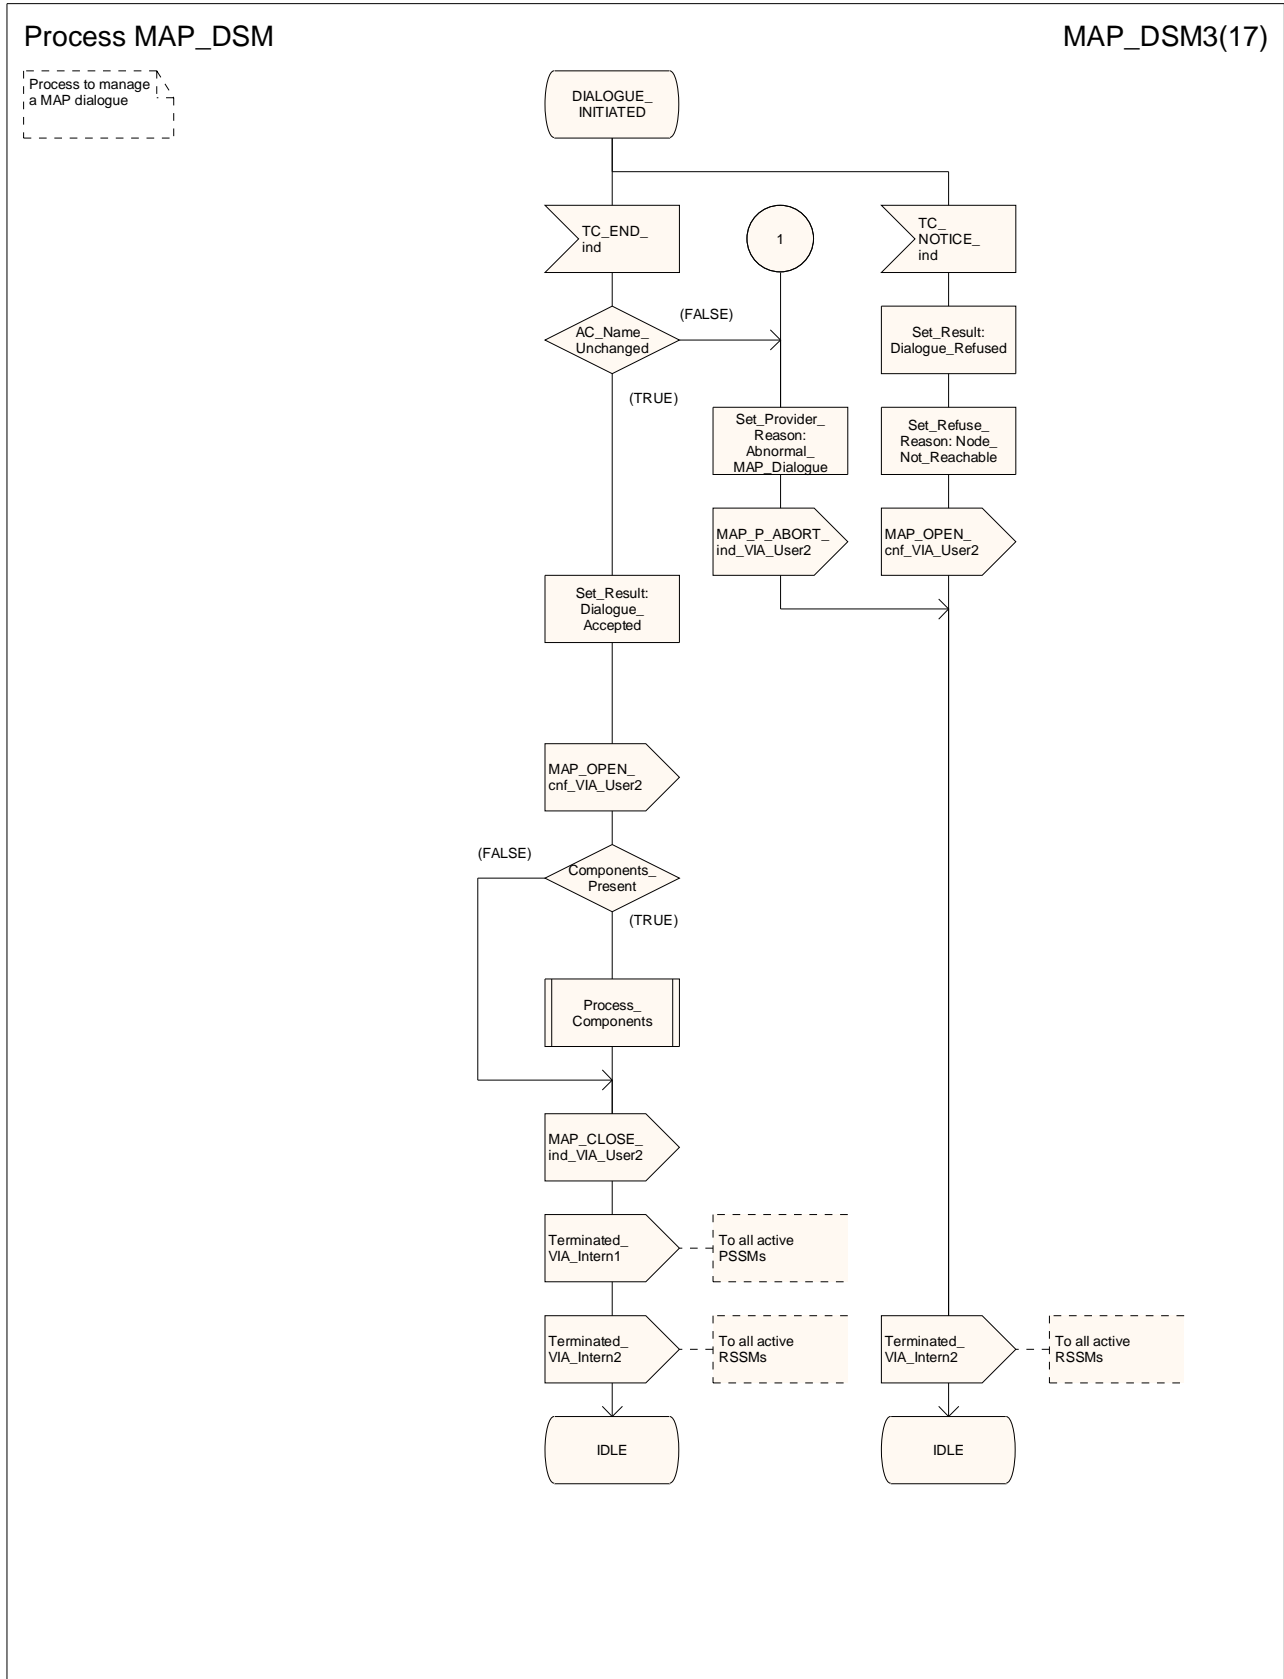 Process MAP_DSM
MAP_DSM3(17)
Process to manage
a MAP dialogue
DIALOGUE_
INITIATED
TC_END_
ind
1
TC_
NOTICE_
ind
AC_Name_
Unchanged
(FALSE)
(TRUE)
Set_Result:
Dialogue_Refused
Set_Provider_
Reason:
Abnormal_
MAP_Dialogue
Set_Refuse_
Reason: Node_
Not_Reachable
MAP_P_ABORT_
ind_VIA_User2
MAP_OPEN_
cnf_VIA_User2
Set_Result:
Dialogue_
Accepted
MAP_OPEN_
cnf_VIA_User2
(FALSE)
Components_
Present
(TRUE)
Process_
Components
MAP_CLOSE_
ind_VIA_User2
Terminated_
VIA_Intern1
To all active
PSSMs
Terminated_
VIA_Intern2
To all active
RSSMs
Terminated_
VIA_Intern2
To all active
RSSMs
IDLE
IDLE